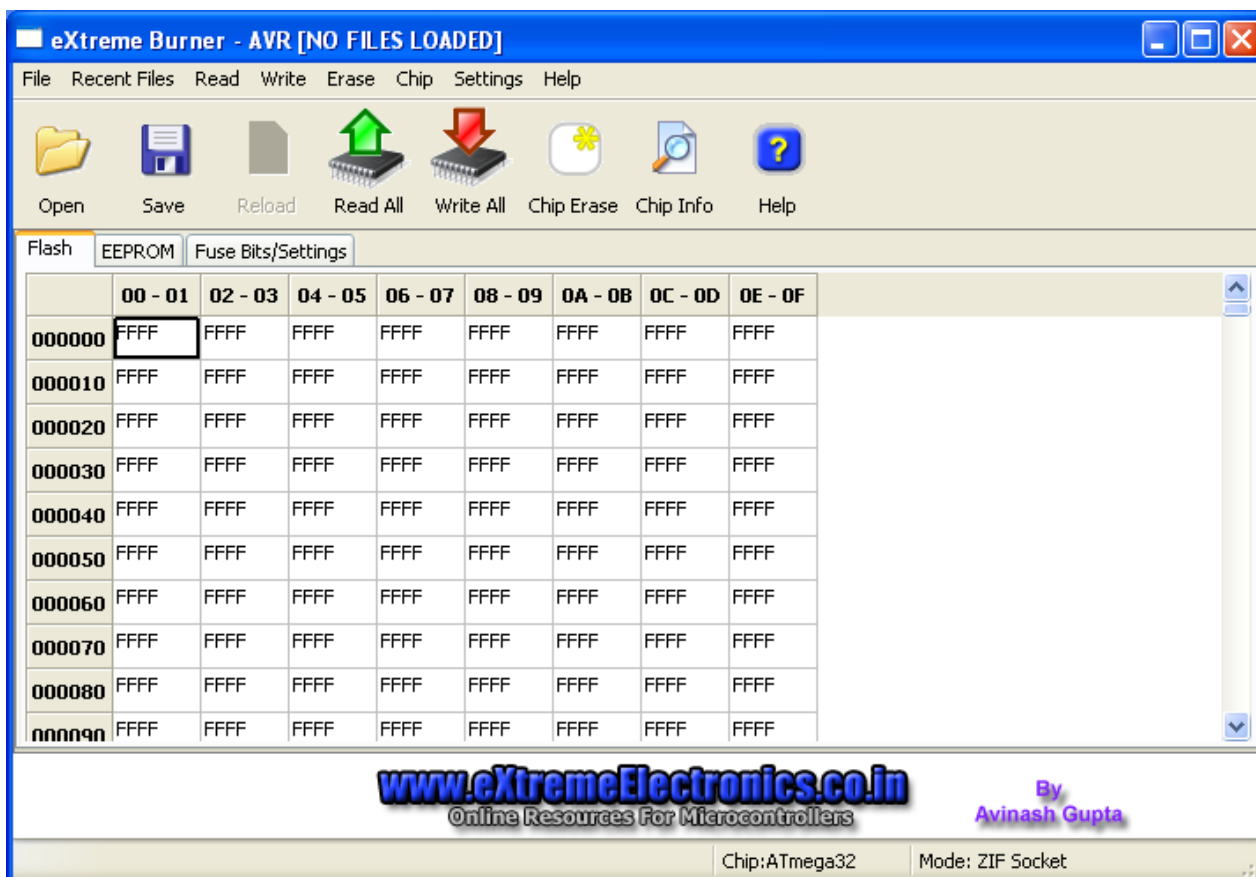 eXtreme Burner - AVR [NO FILES LOADED]
File Recent Files Read Write Erase Chip Settings Help
Open Save Reload Read All Write All Chip Erase Chip Info Help
Flash EEPROM Fuse Bits/Settings
00 - 01 02 - 03 04 - 05 06 - 07 08 - 09 0A - 0B 0C - 0D 0E - 0F
000000 FFFF FFFF FFFF FFFF FFFF FFFF FFFF FFFF
000010 FFFF FFFF FFFF FFFF FFFF FFFF FFFF FFFF
000020 FFFF FFFF FFFF FFFF FFFF FFFF FFFF FFFF
000030 FFFF FFFF FFFF FFFF FFFF FFFF FFFF FFFF
000040 FFFF FFFF FFFF FFFF FFFF FFFF FFFF FFFF
000050 FFFF FFFF FFFF FFFF FFFF FFFF FFFF FFFF
000060 FFFF FFFF FFFF FFFF FFFF FFFF FFFF FFFF
000070 FFFF FFFF FFFF FFFF FFFF FFFF FFFF FFFF
000080 FFFF FFFF FFFF FFFF FFFF FFFF FFFF FFFF
000090 FFFF FFFF FFFF FFFF FFFF FFFF FFFF FFFF
www.eXtremeElectronics.co.in
Online Resources For Microcontrollers
By
Avinash Gupta
Chip:ATmega32 Mode: ZIF Socket